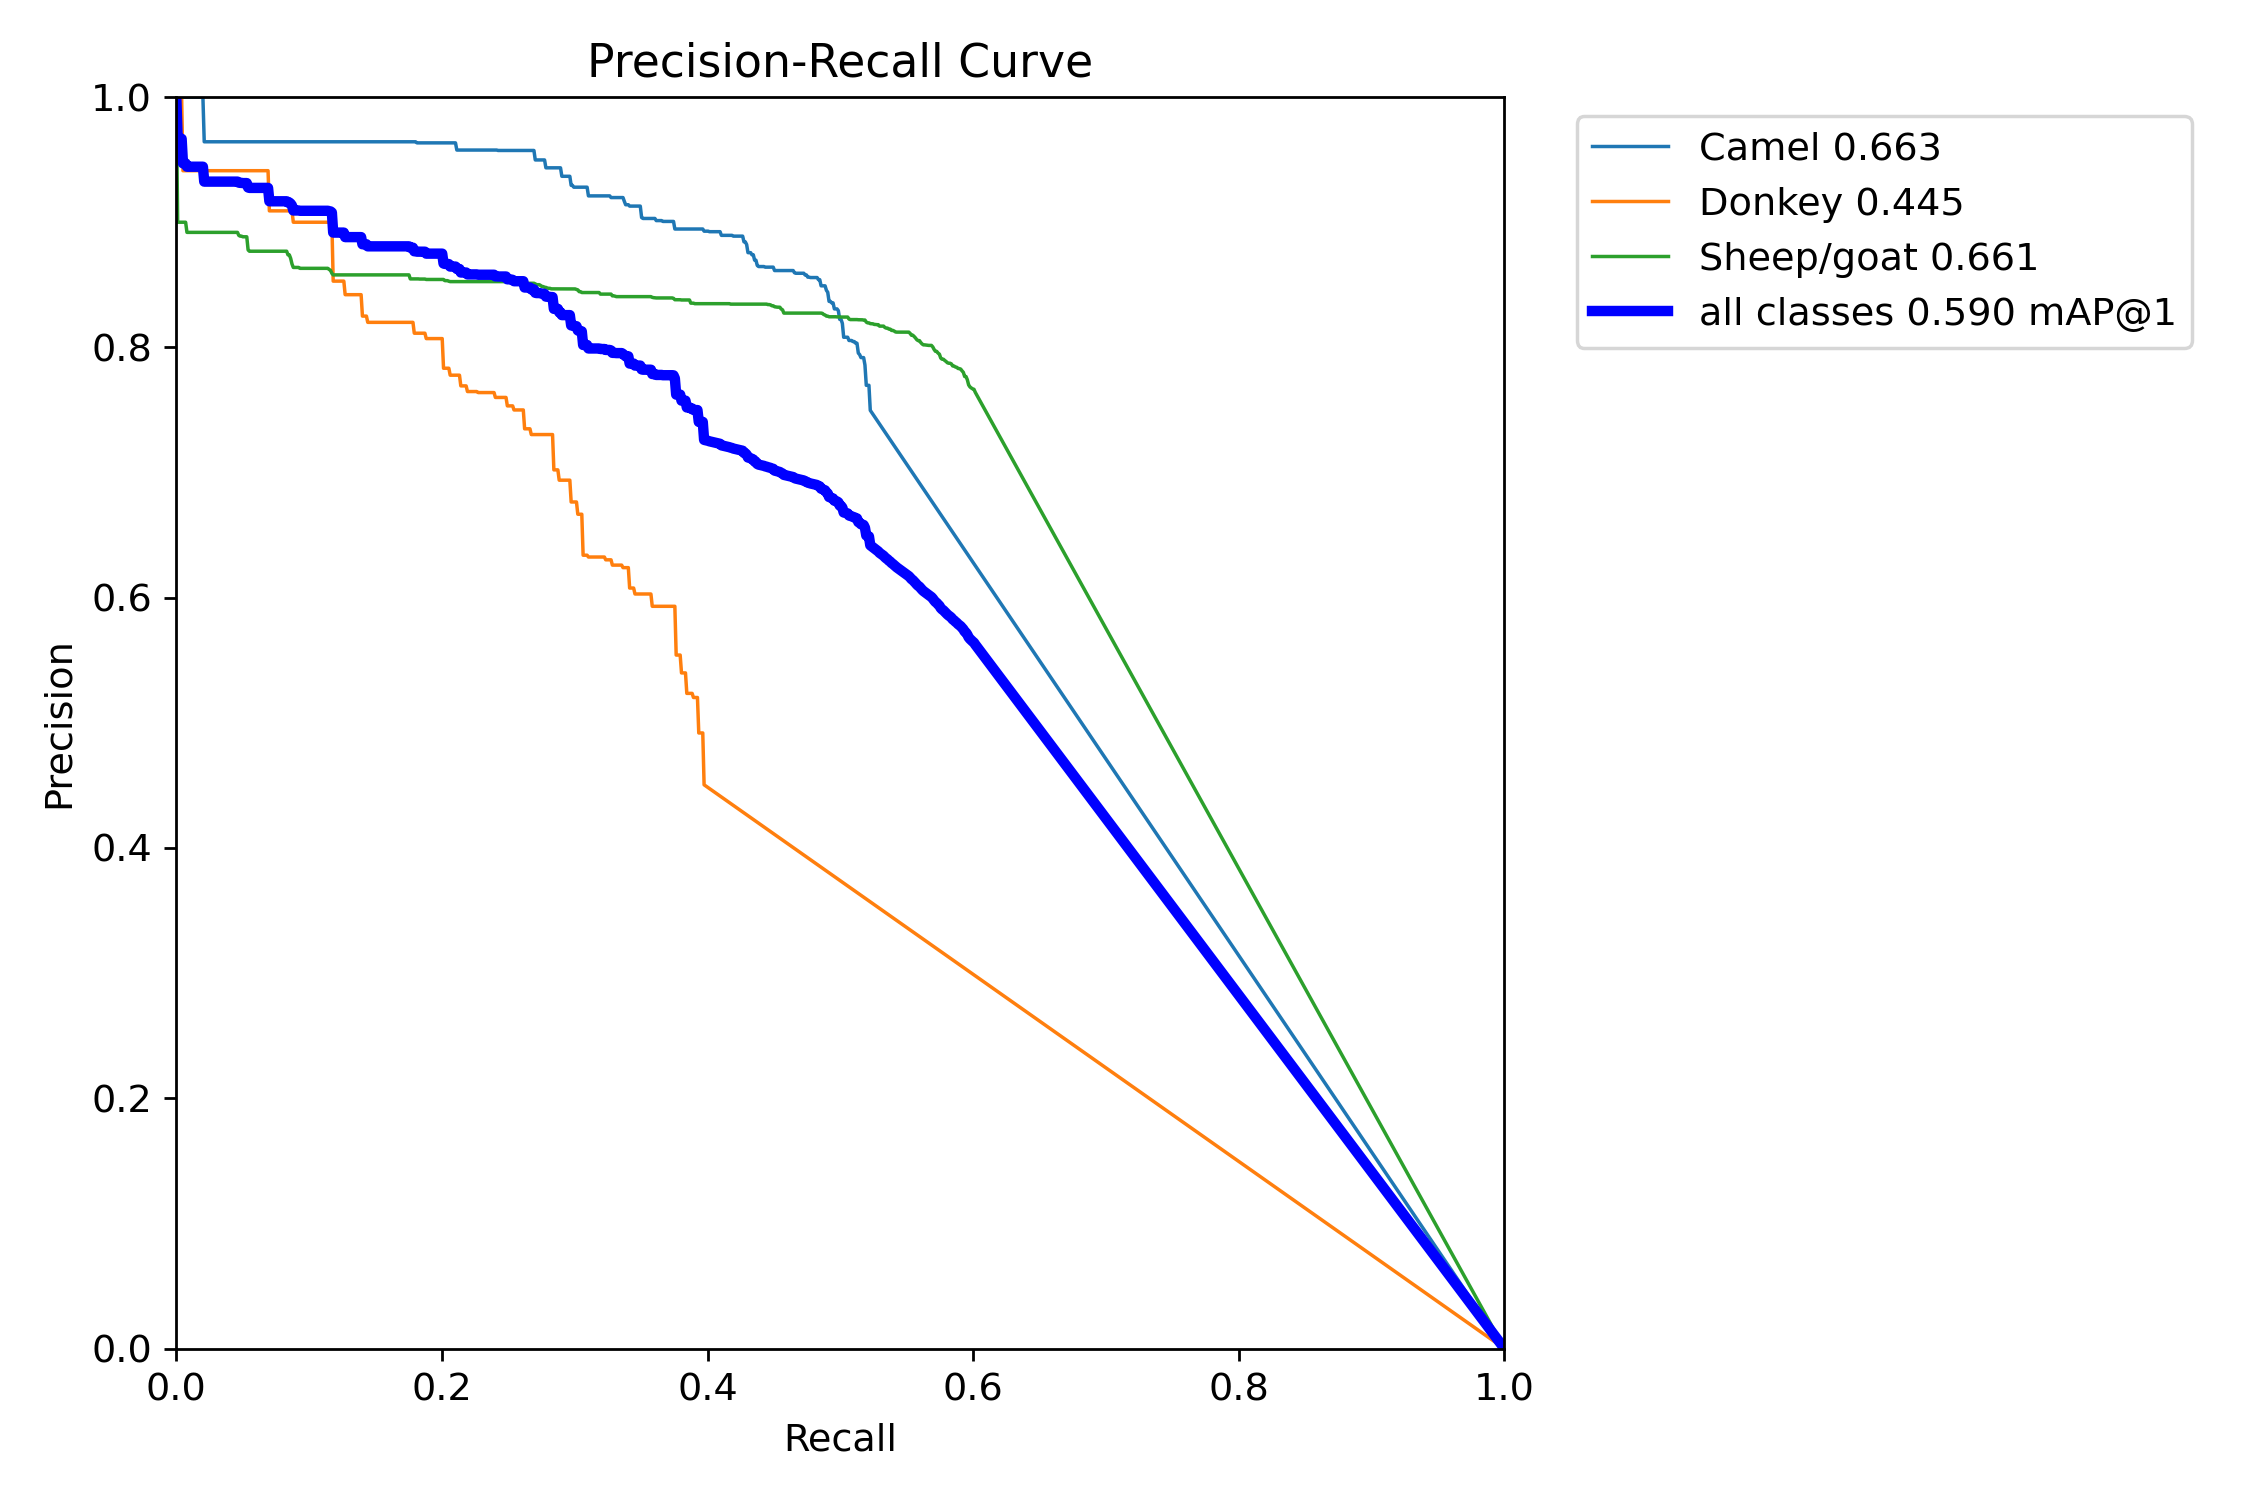 Precision-Recall Curve
1.0
0.8
0.6
0.4
0.2
0.0
Precision
0.0 0.2 0.4 0.6 0.8 1.0
Recall
Camel 0.663
Donkey 0.445
Sheep/goat 0.661
all classes 0.590 mAP@1